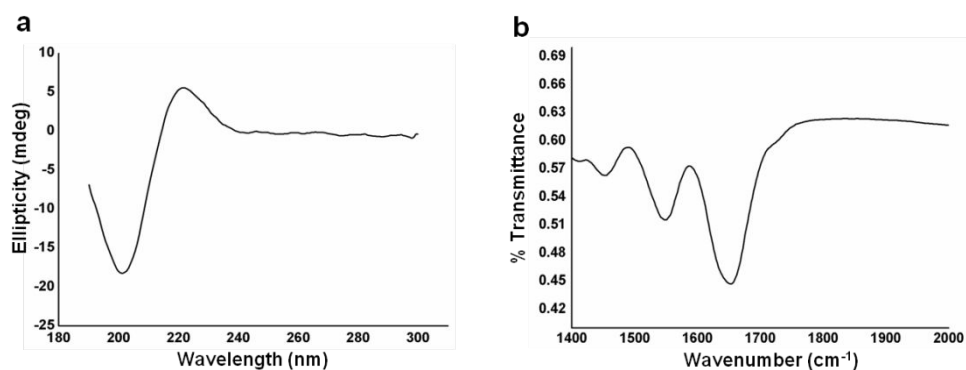 a
10
5
0
-5
-10
-15
-20
-25
180 200 220 240 260 280 300
Ellipticity (mdeg)
Wavelength (nm)
b
0.69
0.66
0.63
0.60
0.57
0.54
0.51
0.48
0.45
0.42
1400 1500 1600 1700 1800 1900 2000
% Transmittance
Wavenumber (cm⁻¹)